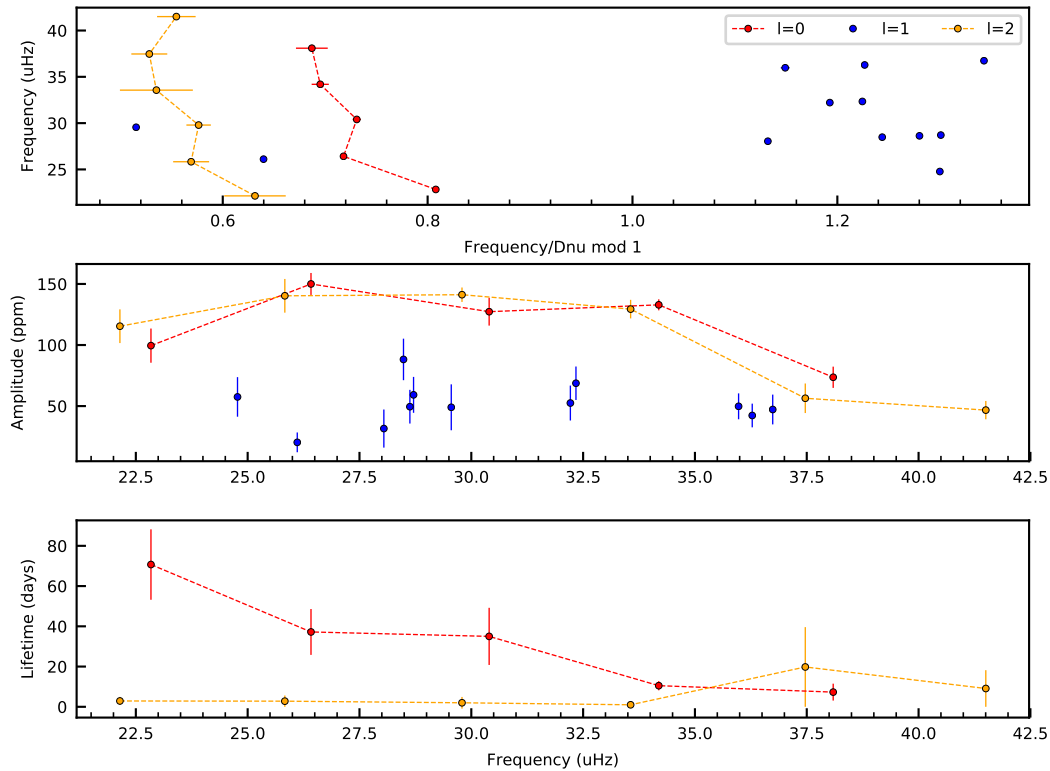 l=0 l=1 l=2
Frequency (uHz)
40
35
30
25
0.6 0.8 1.0 1.2
Frequency/Dnu mod 1
Amplitude (ppm)
150
100
50
22.5 25.0 27.5 30.0 32.5 35.0 37.5 40.0 42.5
Lifetime (days)
80
60
40
20
0
22.5 25.0 27.5 30.0 32.5 35.0 37.5 40.0 42.5
Frequency (uHz)